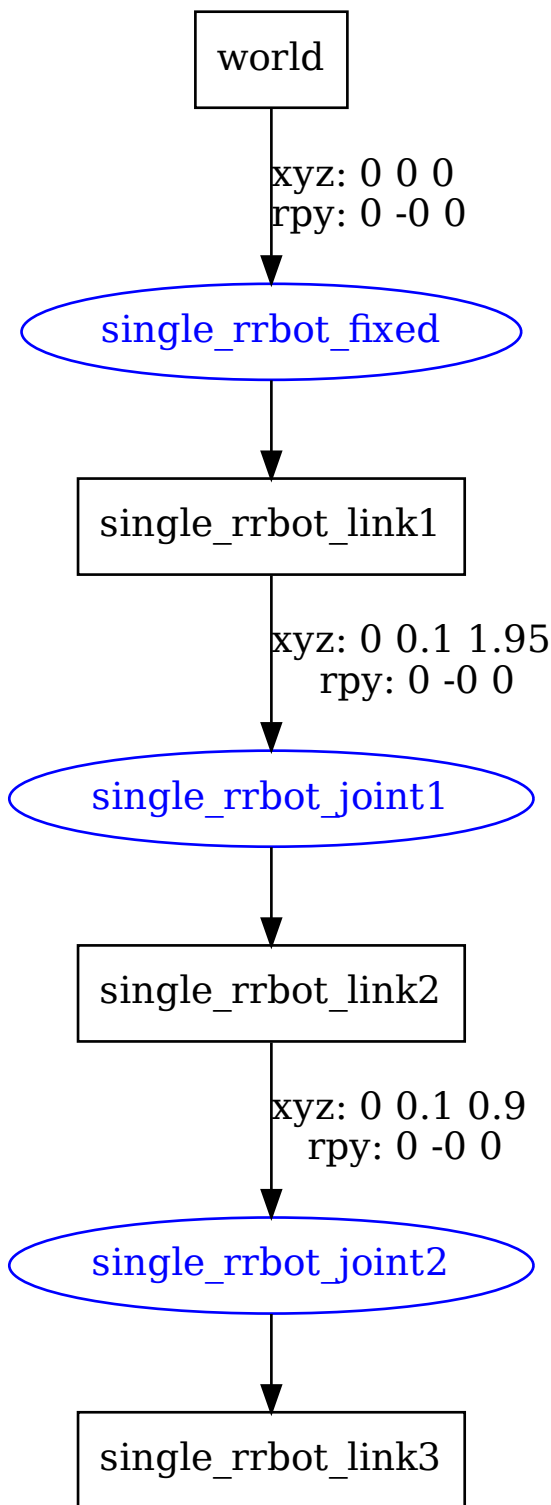 world
xyz: 0 0 0
rpy: 0 -0 0
single_rrbot_fixed
single_rrbot_link1
xyz: 0 0.1 1.95
rpy: 0 -0 0
single_rrbot_joint1
single_rrbot_link2
xyz: 0 0.1 0.9
rpy: 0 -0 0
single_rrbot_joint2
single_rrbot_link3